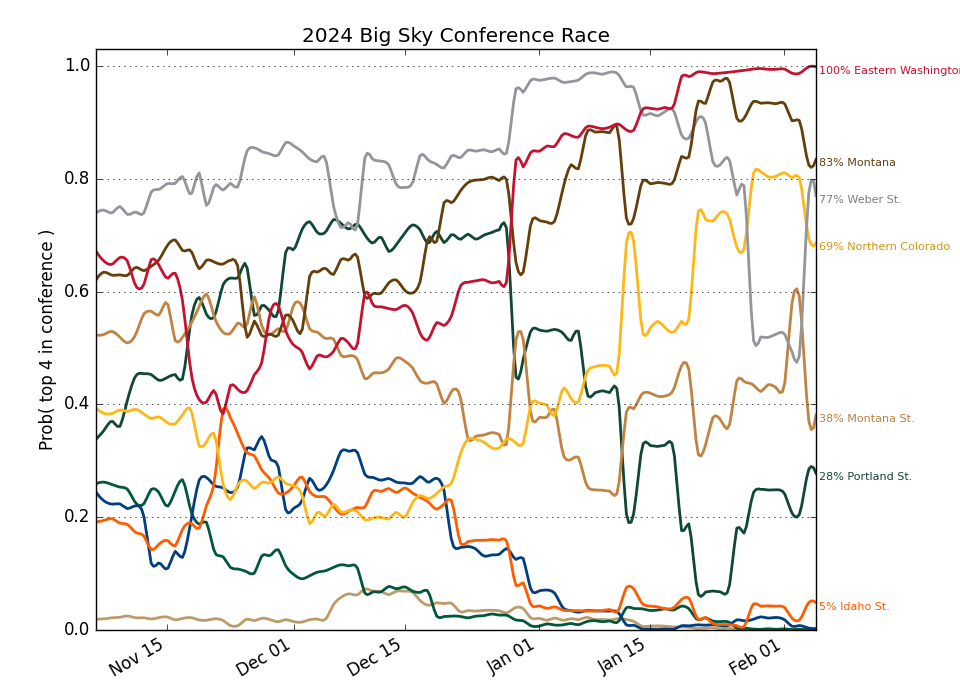 2024 Big Sky Conference Race
Prob( top 4 in conference )
1.0
0.8
0.6
0.4
0.2
0.0
Nov 15
Dec 01
Dec 15
Jan 01
Jan 15
Feb 01
100% Eastern Washington
83% Montana
77% Weber St.
69% Northern Colorado
38% Montana St.
28% Portland St.
5% Idaho St.